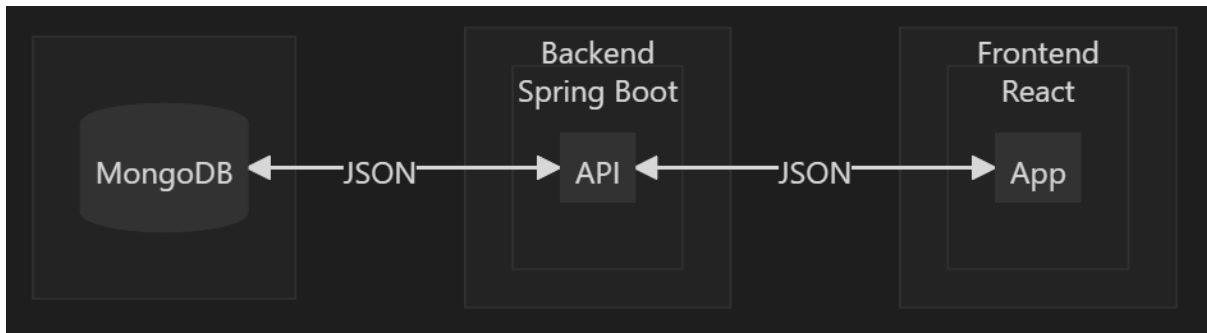 MongoDB
JSON
Backend
Spring Boot
API
JSON
Frontend
React
App